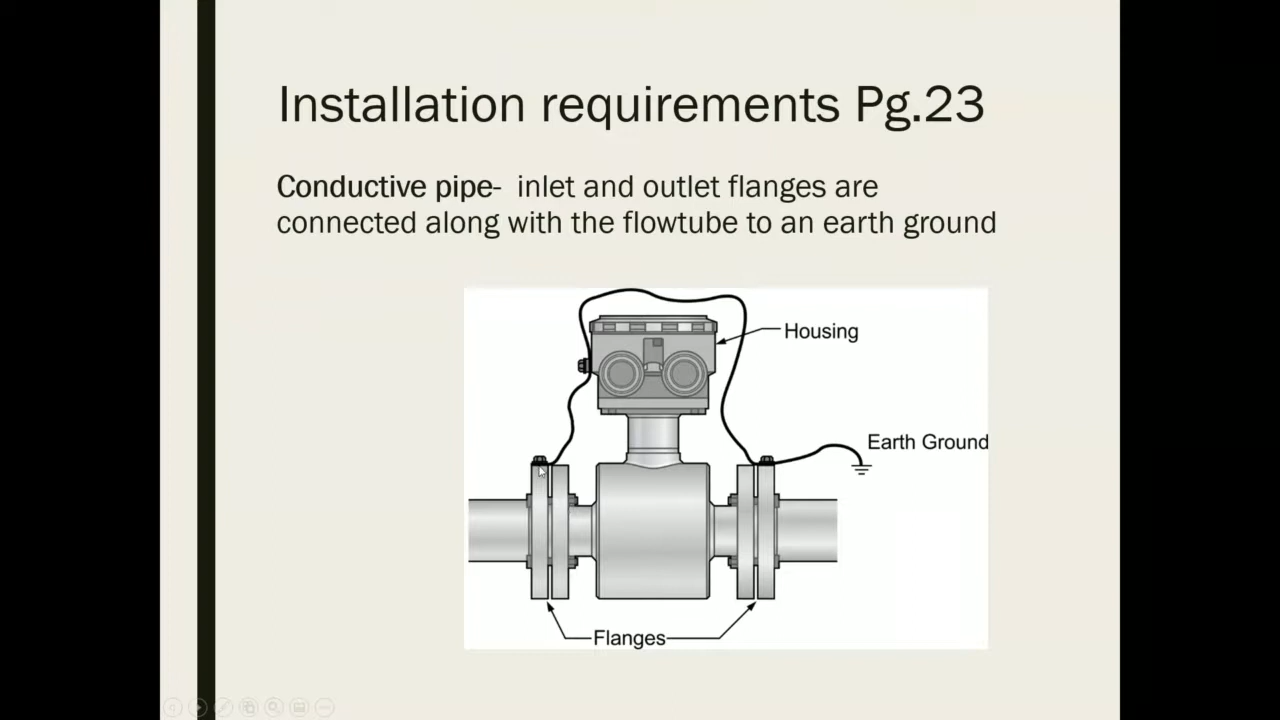 Installation requirements Pg.23
Conductive pipe- inlet and outlet flanges are
connected along with the flowtube to an earth ground
Housing
Earth Ground
Flanges